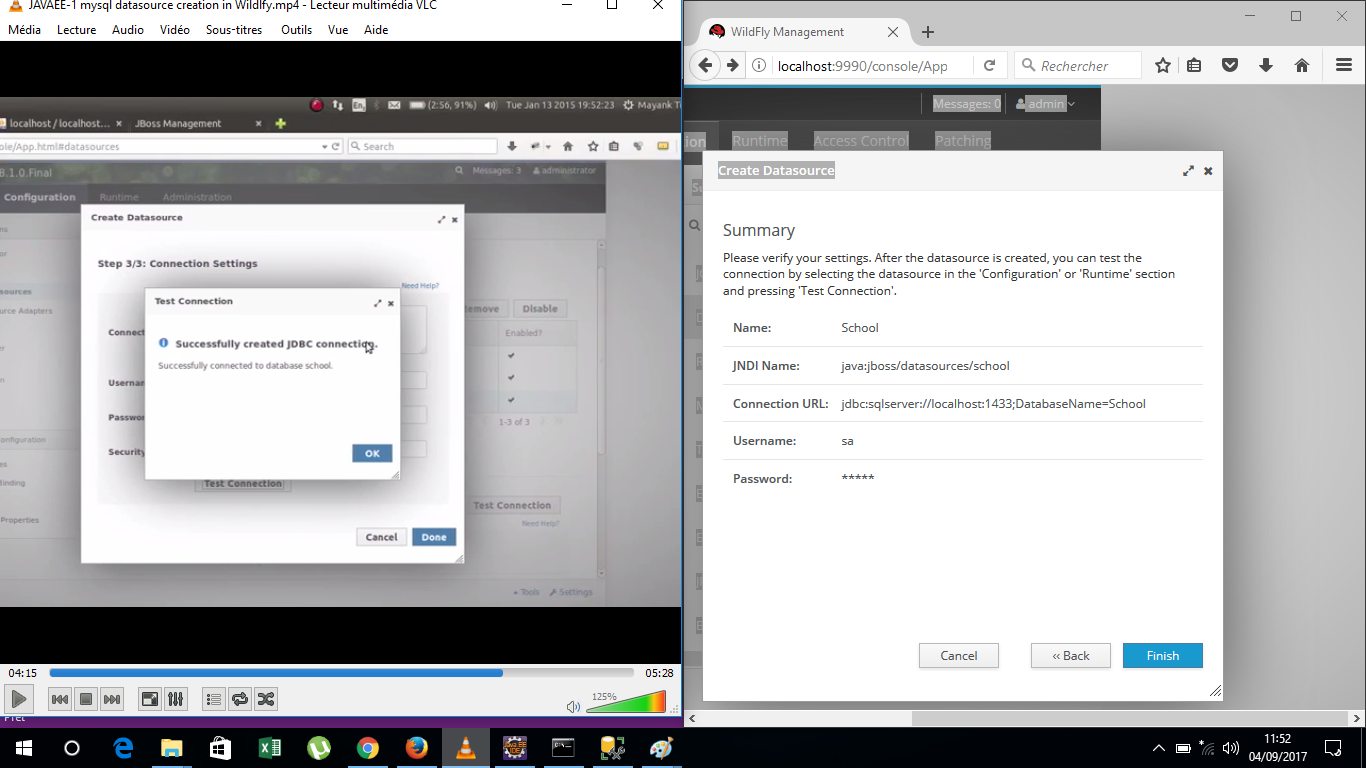 JAVAEE-1 mysql datasource creation in Wildlfy.mp4 - Lecteur multimédia VLC
Média Lecture Audio Vidéo Sous-titres Outils Vue Aide
En (2:56, 91%) Tue Jan 13 2015 19:52:23 Mayank
localhost / localhost... JBoss Management
ole/App.html#datasources Search
8.1.0.Final Messages: 3 administrator
Configuration Runtime Administration
Create Datasource
Step 3/3: Connection Settings
Need Help?
Test Connection
Disable
Enabled?
Successfully created JDBC connection.
Successfully connected to database school.
1-3 of 3
OK
Test Connection
Test Connection
Need Help?
Properties
Cancel Done
Tools Settings
04:15 05:28
125%
WildFly Management
localhost:9990/console/App Rechercher
Messages: 0 admin
Runtime Access Control Patching
Create Datasource
Summary
Please verify your settings. After the datasource is created, you can test the
connection by selecting the datasource in the 'Configuration' or 'Runtime' section
and pressing 'Test Connection'.
Name: School
JNDI Name: java:jboss/datasources/school
Connection URL: jdbc:sqlserver://localhost:1433;DatabaseName=School
Username: sa
Password: *****
Cancel ‹‹ Back Finish
11:52
04/09/2017